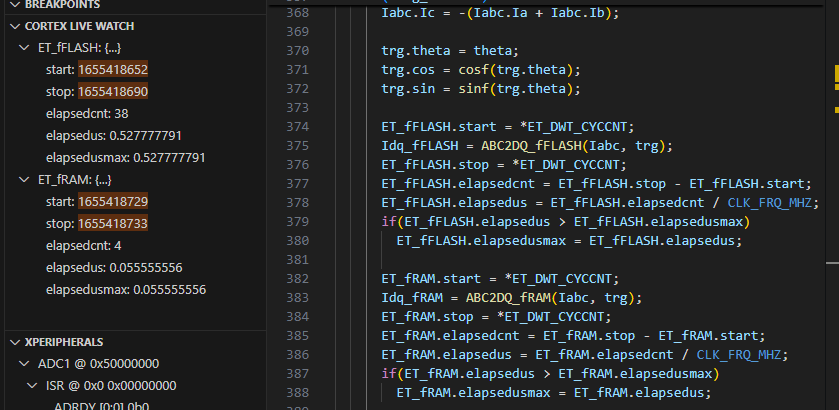 BREAKPOINTS
CORTEX LIVE WATCH
ET_fFLASH: {...}
start: 1655418652
stop: 1655418690
elapsedcnt: 38
elapsedus: 0.527777791
elapsedusmax: 0.527777791
ET_fRAM: {...}
start: 1655418729
stop: 1655418733
elapsedcnt: 4
elapsedus: 0.055555556
elapsedusmax: 0.055555556
XPERIPHERALS
ADC1 @ 0x50000000
ISR @ 0x0 0x00000000
ADRDY [0:0] 0b0
368 Iabc.Ic = -(Iabc.Ia + Iabc.Ib);
369
370 trg.theta = theta;
371 trg.cos = cosf(trg.theta);
372 trg.sin = sinf(trg.theta);
373
374 ET_fFLASH.start = *ET_DWT_CYCCNT;
375 Idq_fFLASH = ABC2DQ_fFLASH(Iabc, trg);
376 ET_fFLASH.stop = *ET_DWT_CYCCNT;
377 ET_fFLASH.elapsedcnt = ET_fFLASH.stop - ET_fFLASH.start;
378 ET_fFLASH.elapsedus = ET_fFLASH.elapsedcnt / CLK_FRQ_MHZ;
379 if(ET_fFLASH.elapsedus > ET_fFLASH.elapsedusmax)
380 ET_fFLASH.elapsedusmax = ET_fFLASH.elapsedus;
381
382 ET_fRAM.start = *ET_DWT_CYCCNT;
383 Idq_fRAM = ABC2DQ_fRAM(Iabc, trg);
384 ET_fRAM.stop = *ET_DWT_CYCCNT;
385 ET_fRAM.elapsedcnt = ET_fRAM.stop - ET_fRAM.start;
386 ET_fRAM.elapsedus = ET_fRAM.elapsedcnt / CLK_FRQ_MHZ;
387 if(ET_fRAM.elapsedus > ET_fRAM.elapsedusmax)
388 ET_fRAM.elapsedusmax = ET_fRAM.elapsedus;